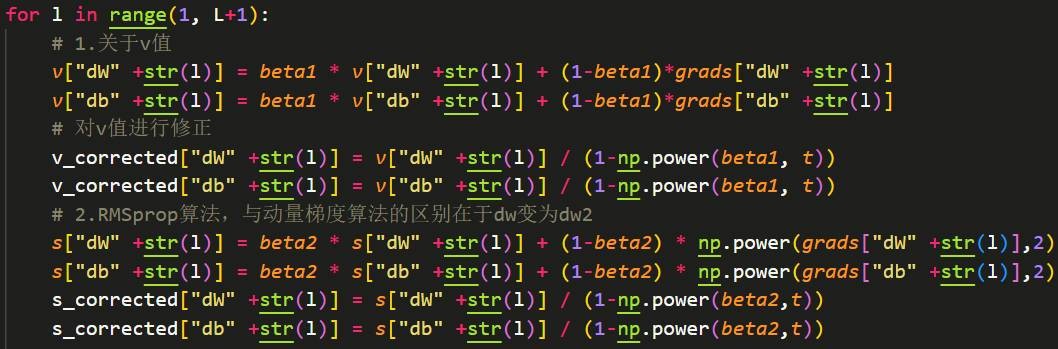 for l in range(1, L+1):
# 1.关于v值
v["dW" +str(l)] = beta1 * v["dW" +str(l)] + (1-beta1)*grads["dW" +str(l)]
v["db" +str(l)] = beta1 * v["db" +str(l)] + (1-beta1)*grads["db" +str(l)]
# 对v值进行修正
v_corrected["dW" +str(l)] = v["dW" +str(l)] / (1-np.power(beta1, t))
v_corrected["db" +str(l)] = v["db" +str(l)] / (1-np.power(beta1, t))
# 2.RMSprop算法，与动量梯度算法的区别在于dw变为dw2
s["dW" +str(l)] = beta2 * s["dW" +str(l)] + (1-beta2) * np.power(grads["dW" +str(l)],2)
s["db" +str(l)] = beta2 * s["db" +str(l)] + (1-beta2) * np.power(grads["db" +str(l)],2)
s_corrected["dW" +str(l)] = s["dW" +str(l)] / (1-np.power(beta2,t))
s_corrected["db" +str(l)] = s["db" +str(l)] / (1-np.power(beta2,t))